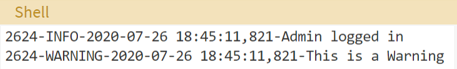 Shell
2624-INFO-2020-07-26 18:45:11,821-Admin logged in
2624-WARNING-2020-07-26 18:45:11,821-This is a Warning